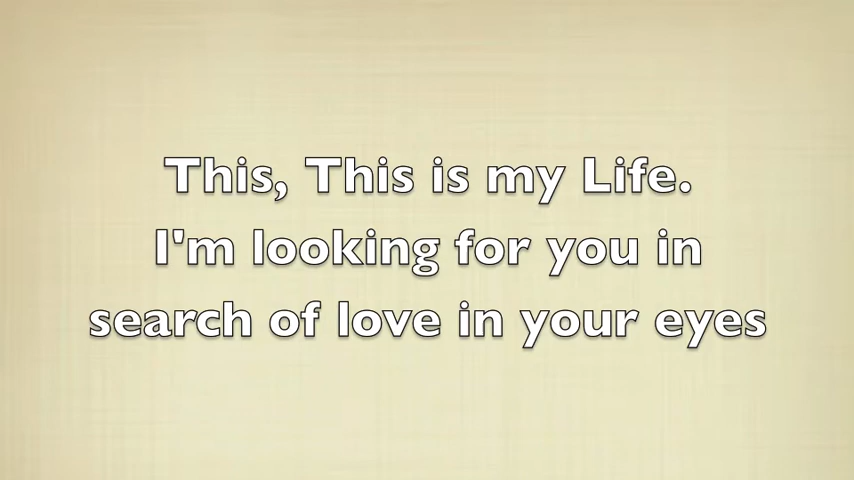 This, This is my Life.
I'm looking for you in
search of love in your eyes